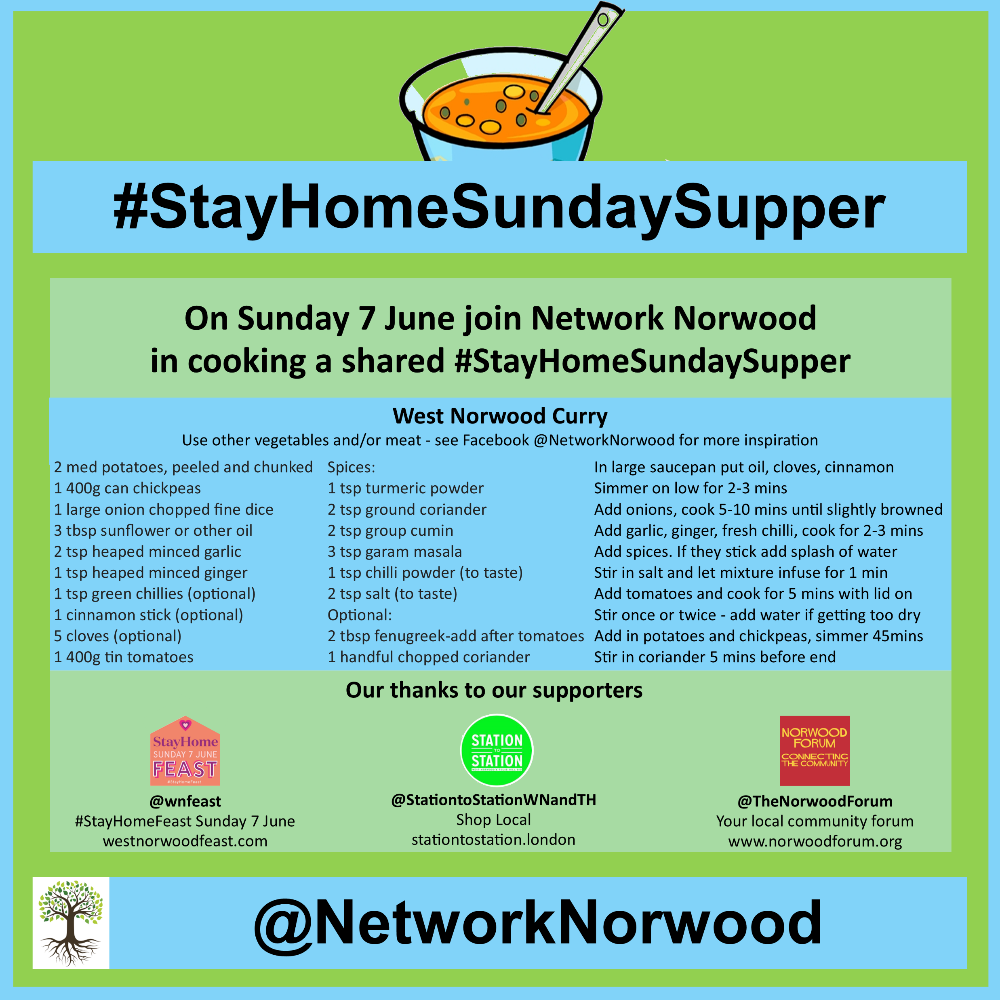 #StayHomeSundaySupper
On Sunday 7 June join Network Norwood
in cooking a shared #StayHomeSundaySupper
West Norwood Curry
Use other vegetables and/or meat - see Facebook @NetworkNorwood for more inspiration
2 med potatoes, peeled and chunked
1 400g can chickpeas
1 large onion chopped fine dice
3 tbsp sunflower or other oil
2 tsp heaped minced garlic
1 tsp heaped minced ginger
1 tsp green chillies (optional)
1 cinnamon stick (optional)
5 cloves (optional)
1 400g tin tomatoes
Spices:
1 tsp turmeric powder
2 tsp ground coriander
2 tsp group cumin
3 tsp garam masala
1 tsp chilli powder (to taste)
2 tsp salt (to taste)
Optional:
2 tbsp fenugreek-add after tomatoes
1 handful chopped coriander
In large saucepan put oil, cloves, cinnamon
Simmer on low for 2-3 mins
Add onions, cook 5-10 mins until slightly browned
Add garlic, ginger, fresh chilli, cook for 2-3 mins
Add spices. If they stick add splash of water
Stir in salt and let mixture infuse for 1 min
Add tomatoes and cook for 5 mins with lid on
Stir once or twice - add water if getting too dry
Add in potatoes and chickpeas, simmer 45mins
Stir in coriander 5 mins before end
Our thanks to our supporters
StayHome
SUNDAY 7 JUNE
FEAST
#StayHomeFeast
@wnfeast
#StayHomeFeast Sunday 7 June
westnorwoodfeast.com
STATION
TO
STATION
WEST NORWOOD & TULSE HILL BID
@StationtoStationWNandTH
Shop Local
stationtostation.london
NORWOOD
FORUM
CONNECTING
THE COMMUNITY
@TheNorwoodForum
Your local community forum
www.norwoodforum.org
@NetworkNorwood